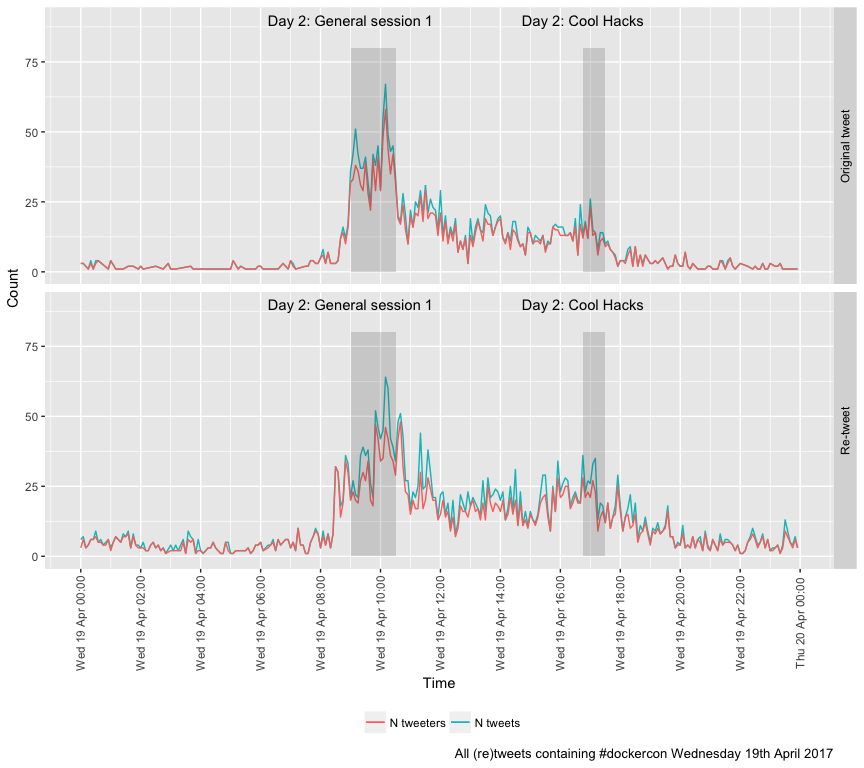 Day 2: General session 1 Day 2: Cool Hacks
75
50
25
0
Original tweet
Count
Day 2: General session 1 Day 2: Cool Hacks
75
50
25
0
Re-tweet
Wed 19 Apr 00:00
Wed 19 Apr 02:00
Wed 19 Apr 04:00
Wed 19 Apr 06:00
Wed 19 Apr 08:00
Wed 19 Apr 10:00
Wed 19 Apr 12:00
Wed 19 Apr 14:00
Wed 19 Apr 16:00
Wed 19 Apr 18:00
Wed 19 Apr 20:00
Wed 19 Apr 22:00
Thu 20 Apr 00:00
Time
N tweeters N tweets
All (re)tweets containing #dockercon Wednesday 19th April 2017